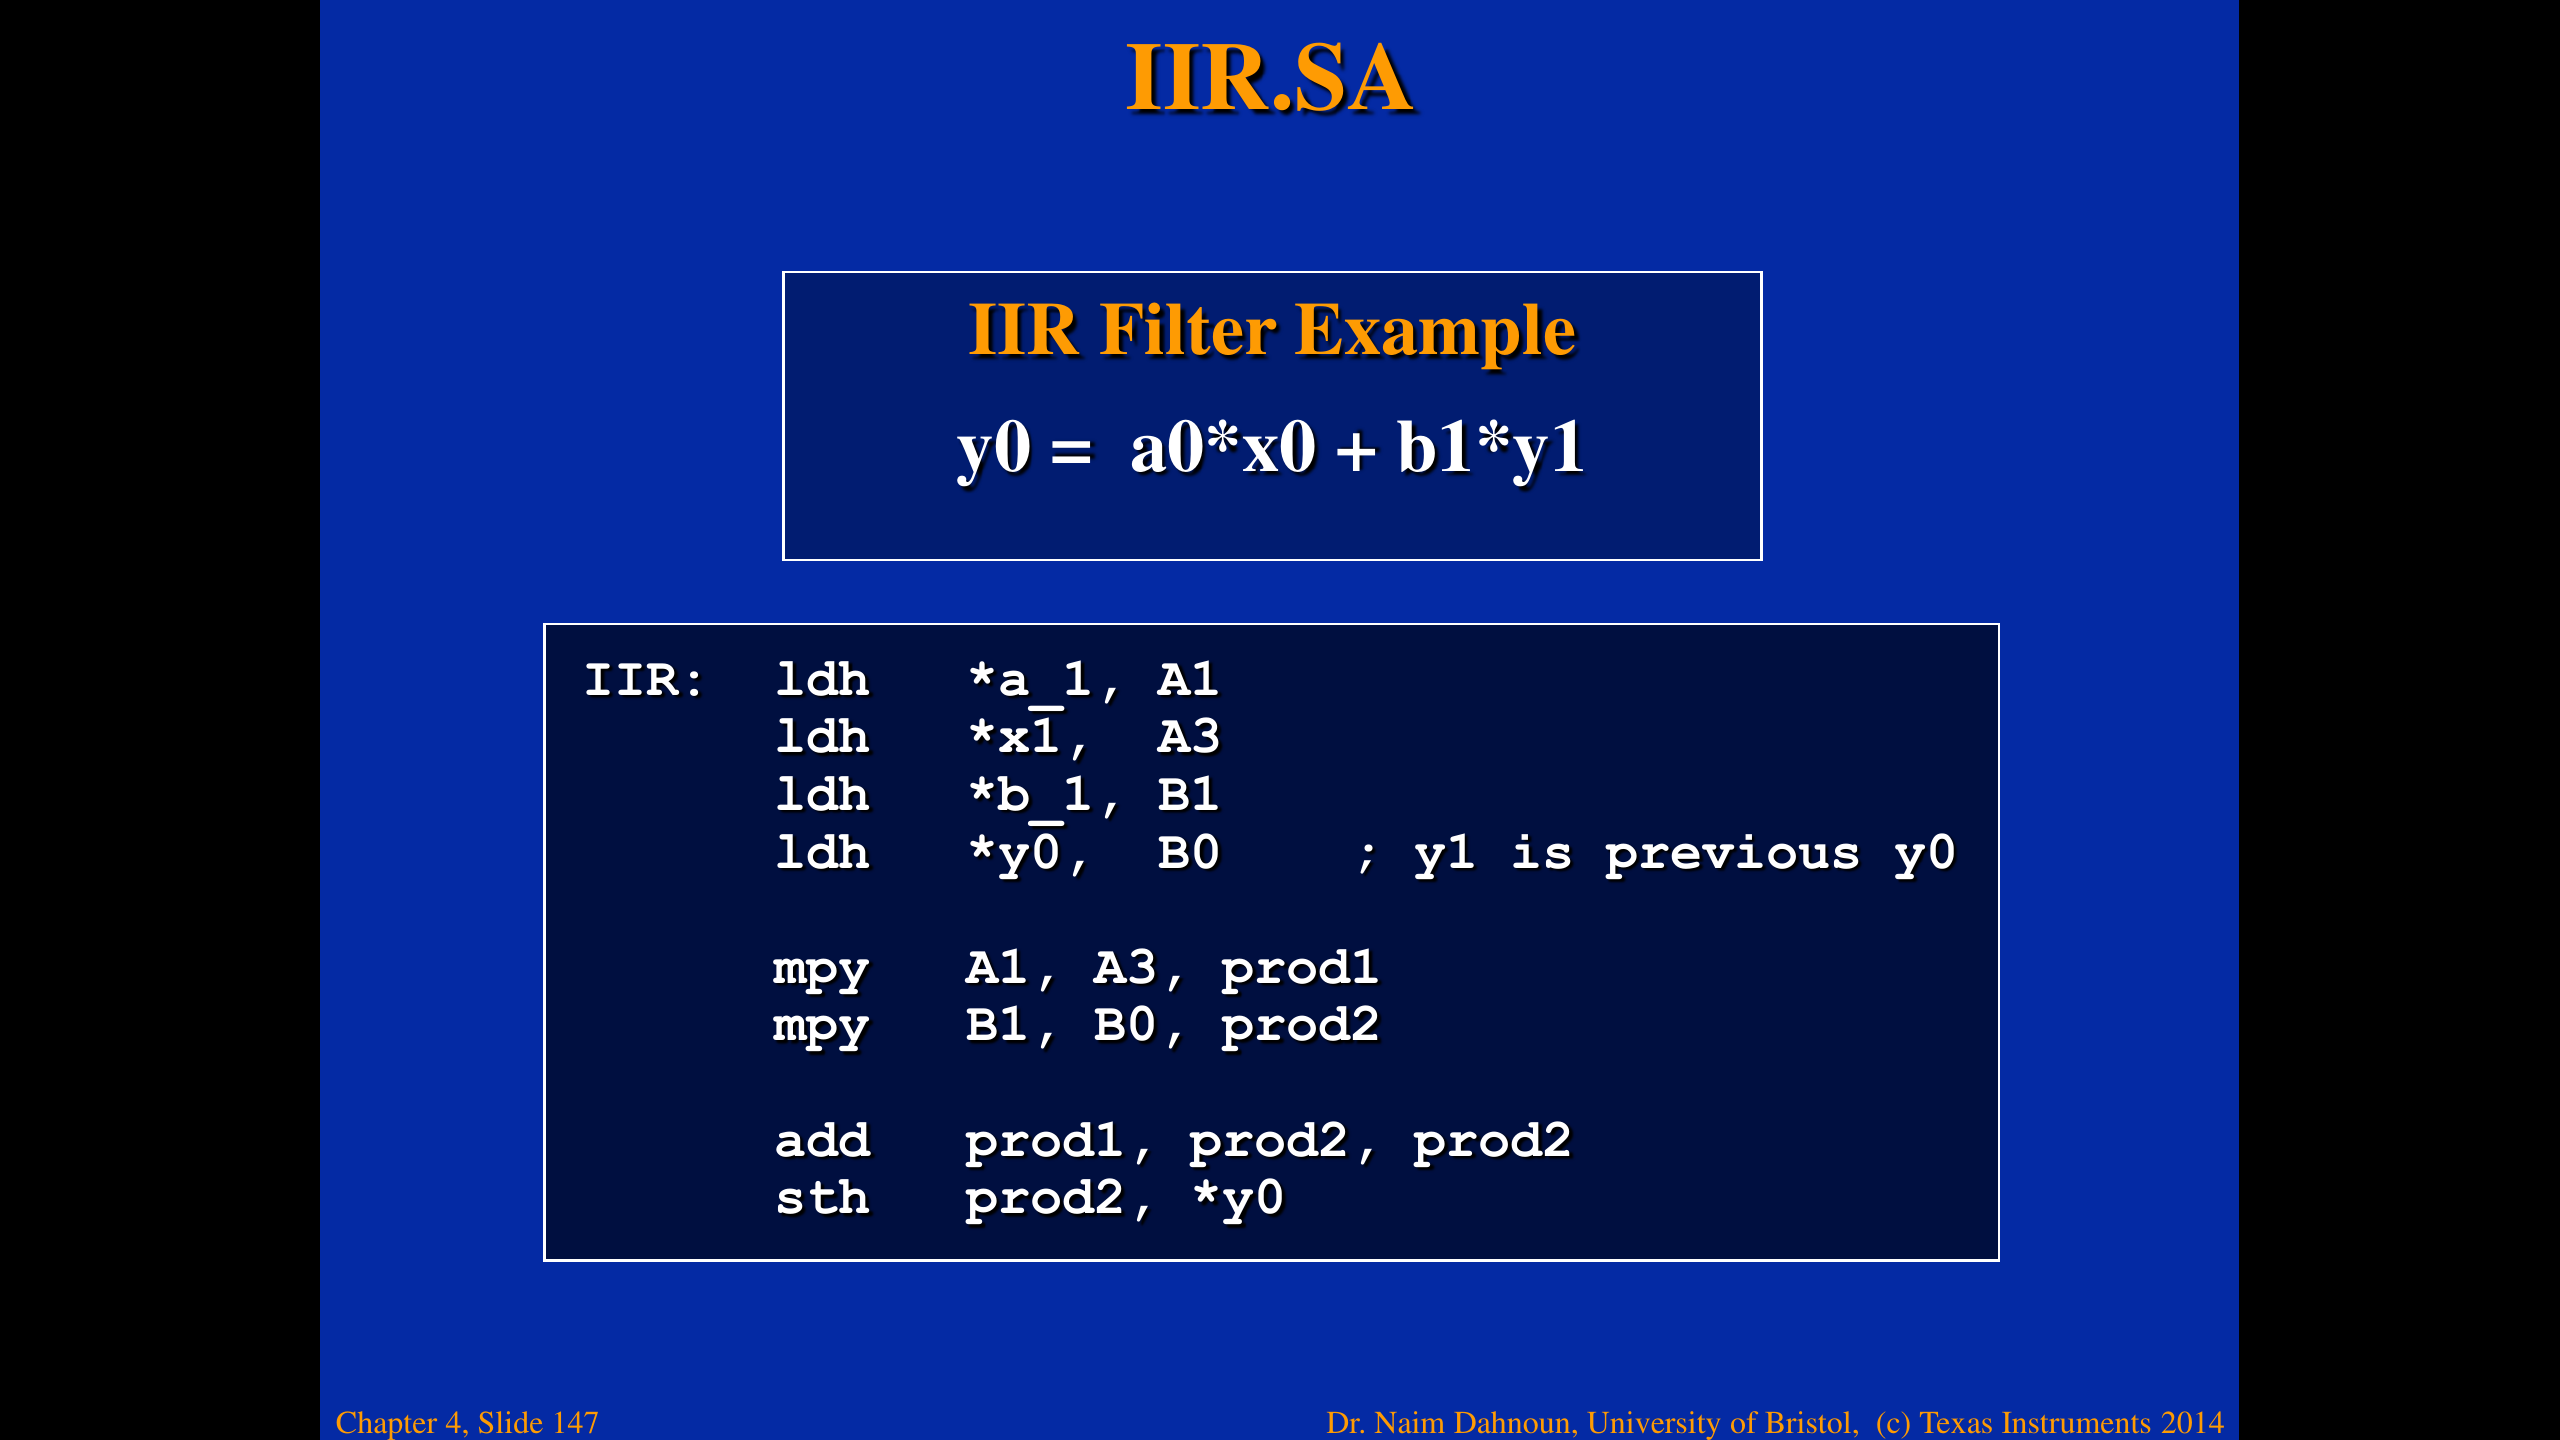 IIR.SA
IIR Filter Example
y0 = a0*x0 + b1*y1
IIR: ldh *a_1, A1
ldh *x1, A3
ldh *b_1, B1
ldh *y0, B0 ; y1 is previous y0
mpy A1, A3, prod1
mpy B1, B0, prod2
add prod1, prod2, prod2
sth prod2, *y0
Chapter 4, Slide 147
Dr. Naim Dahnoun, University of Bristol, (c) Texas Instruments 2014